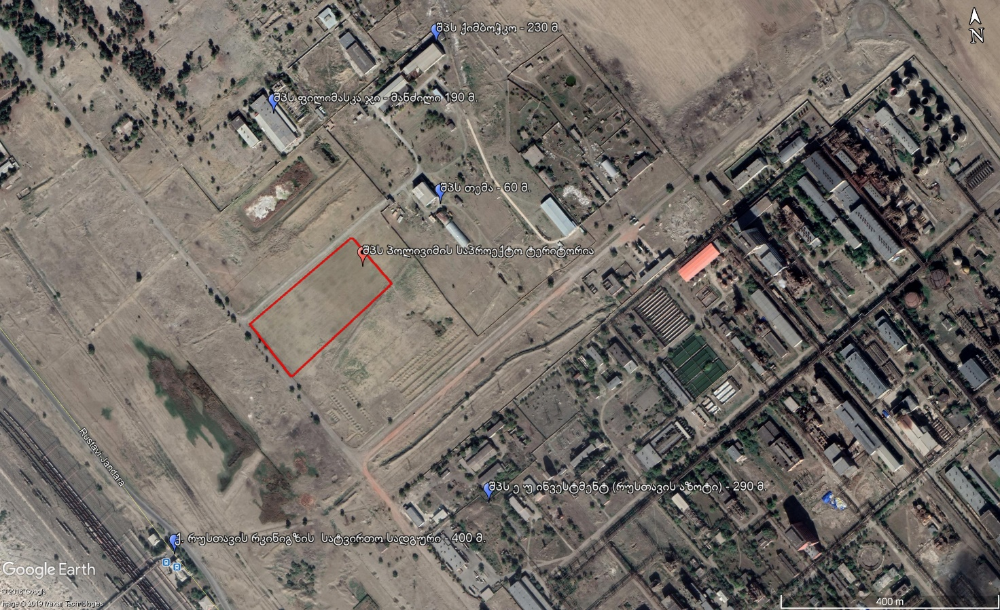 შპს ქიმბოჭკო - 230 მ.
N
შპს ფილიმასკა ჯი - მანძილი 190 მ.
შპს თემა - 60 მ.
შპს პოლივიმის საპროექტო ტერიტორია
Rustavi-Jandara
შპს ე უ ინვესტმენტ (რუსთავის აზოტი) - 290 მ.
ქ. რუსთავის რკინიგზის სატვირთო სადგური - 400 მ.
Google Earth
© 2018 Google
Image © 2019 Maxar Technologies
400 m